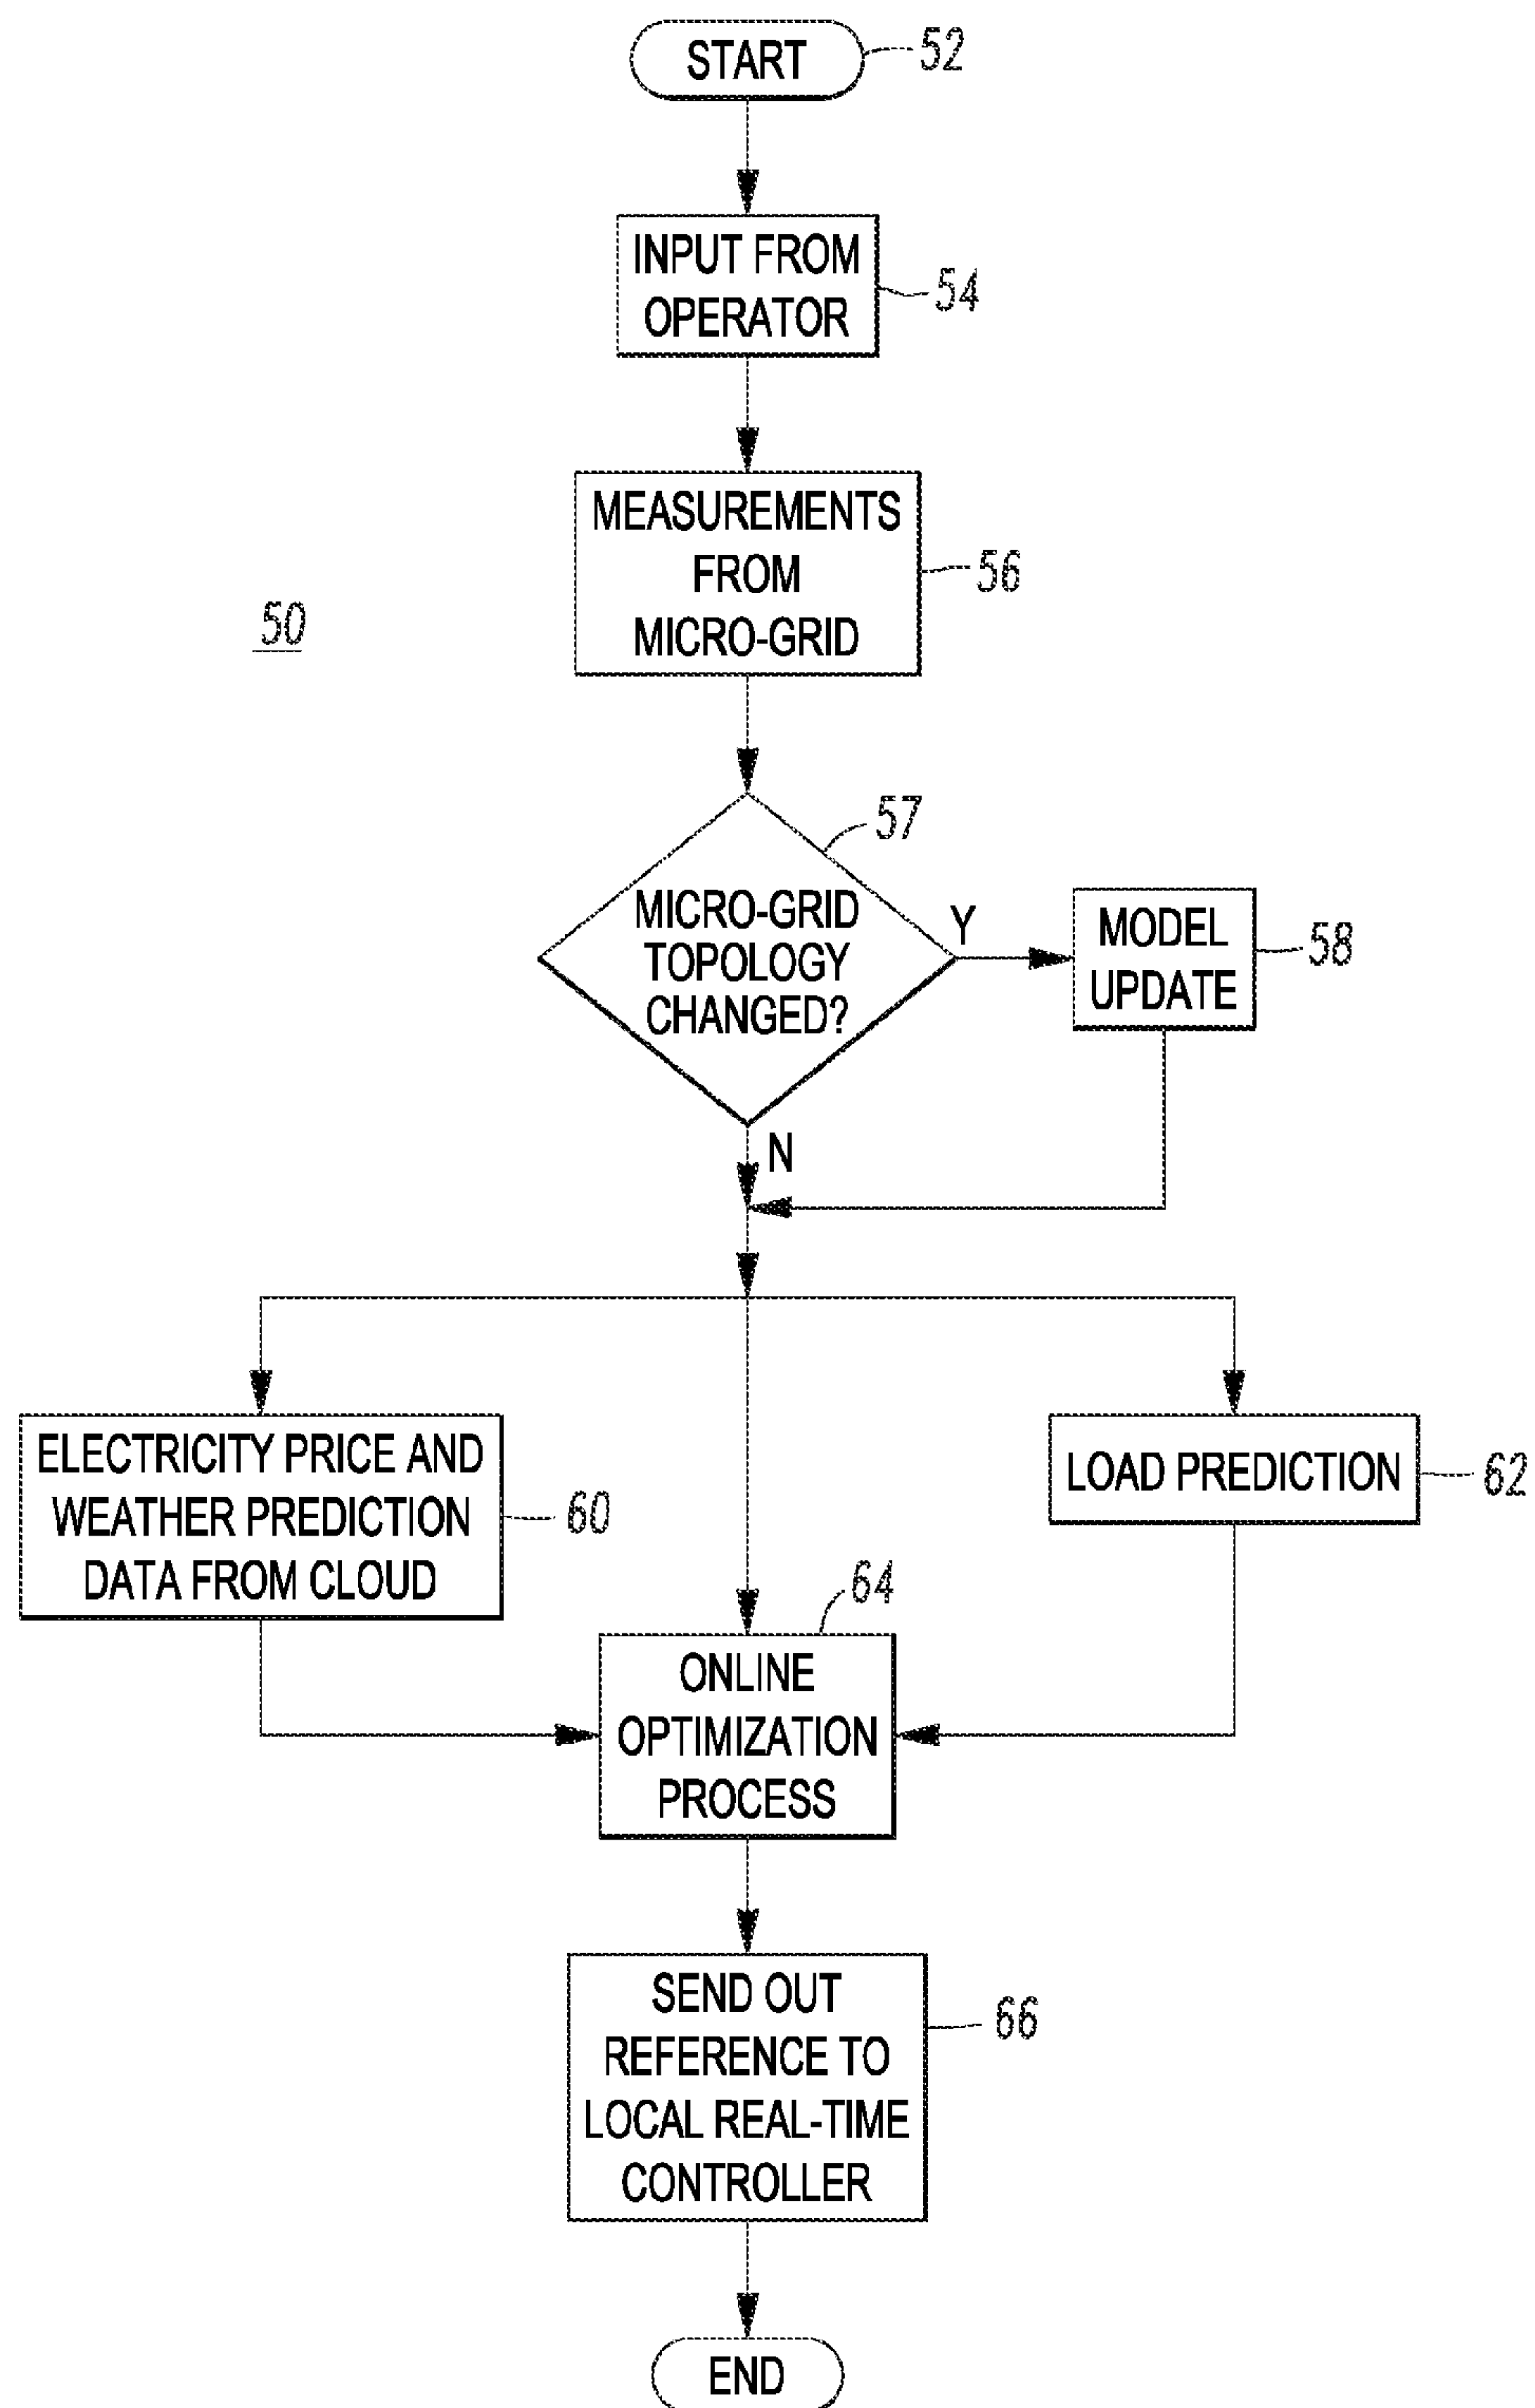 START
52
INPUT FROM
OPERATOR
54
MEASUREMENTS
FROM
MICRO-GRID
56
50
57
MICRO-GRID
TOPOLOGY
CHANGED?
Y
MODEL
UPDATE
58
N
ELECTRICITY PRICE AND
WEATHER PREDICTION
DATA FROM CLOUD
60
LOAD PREDICTION
62
64
ONLINE
OPTIMIZATION
PROCESS
SEND OUT
REFERENCE TO
LOCAL REAL-TIME
CONTROLLER
66
END